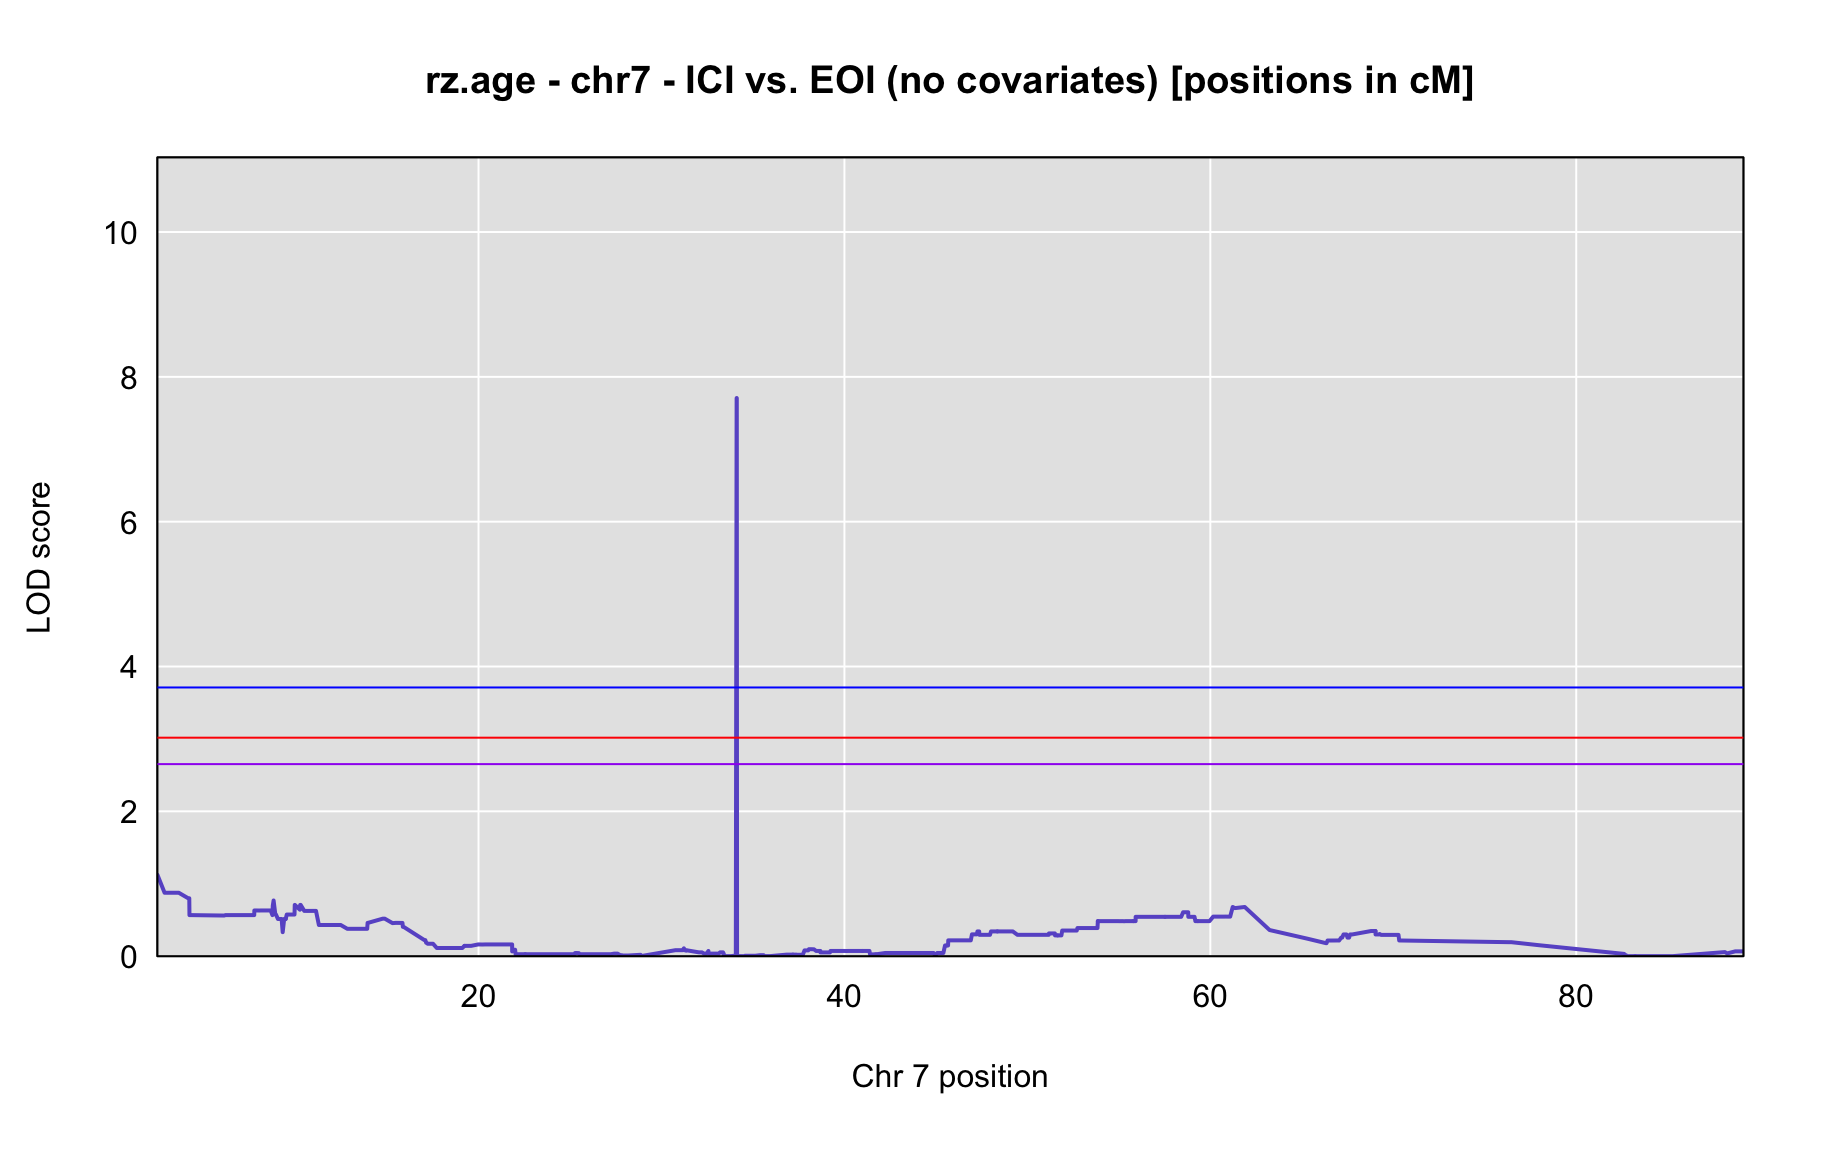 rz.age - chr7 - ICI vs. EOI (no covariates) [positions in cM]
10
8
6
4
2
0
LOD score
20 40 60 80
Chr 7 position